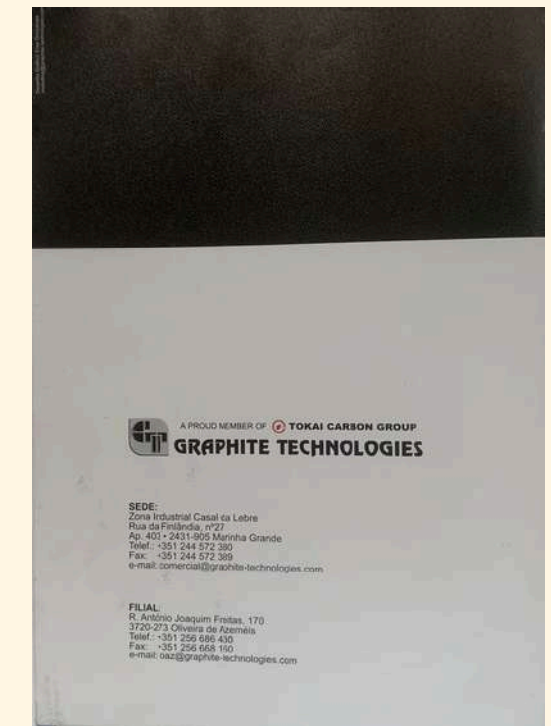 A PROUD MEMBER OF TOKAI CARBON GROUP
GRAPHITE TECHNOLOGIES
SEDE:
Zona Industrial Casal da Lebre
Rua da Finlândia, nº27
Ap. 403 • 2431-905 Marinha Grande
Telef.: +351 244 572 380
Fax: +351 244 572 389
e-mail: comercial@graphite-technologies.com
FILIAL:
R. António Joaquim Freitas, 170
3720-273 Oliveira de Azeméis
Telef.: +351 256 686 430
Fax: +351 256 668 160
e-mail: oaz@graphite-technologies.com